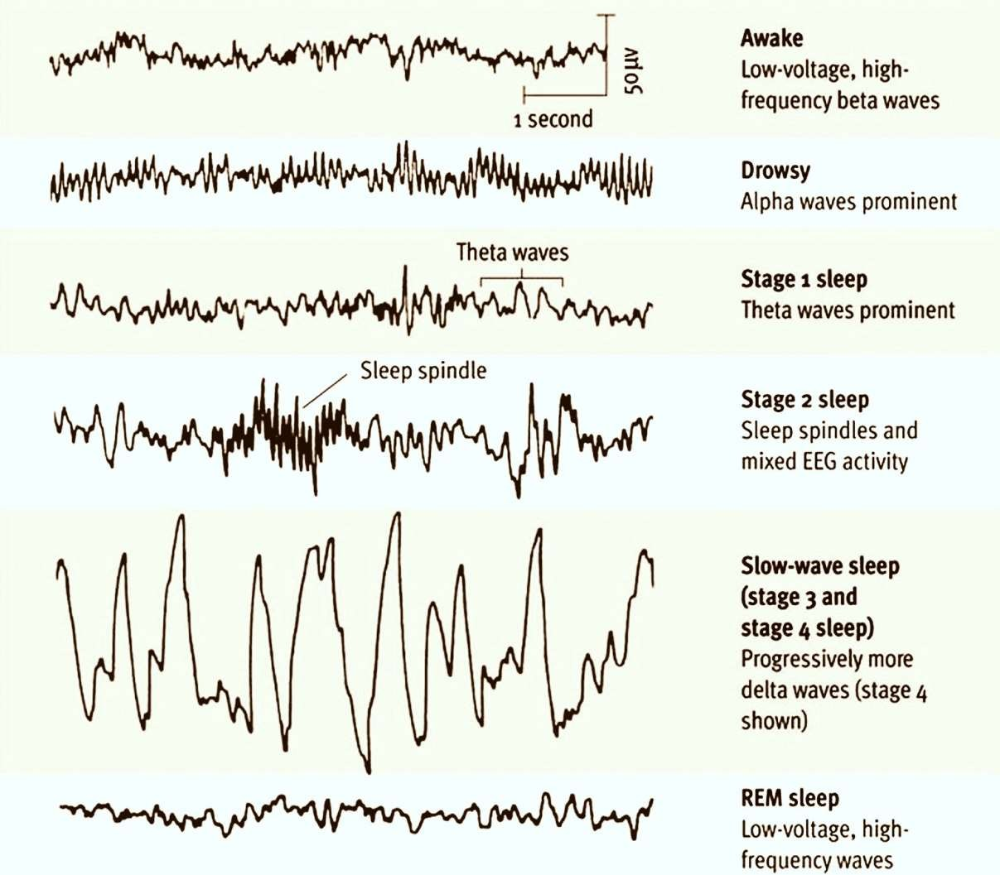 Awake
Low-voltage, high-
frequency beta waves
50 μv
1 second
Drowsy
Alpha waves prominent
Theta waves
Stage 1 sleep
Theta waves prominent
Sleep spindle
Stage 2 sleep
Sleep spindles and
mixed EEG activity
Slow-wave sleep
(stage 3 and
stage 4 sleep)
Progressively more
delta waves (stage 4
shown)
REM sleep
Low-voltage, high-
frequency waves